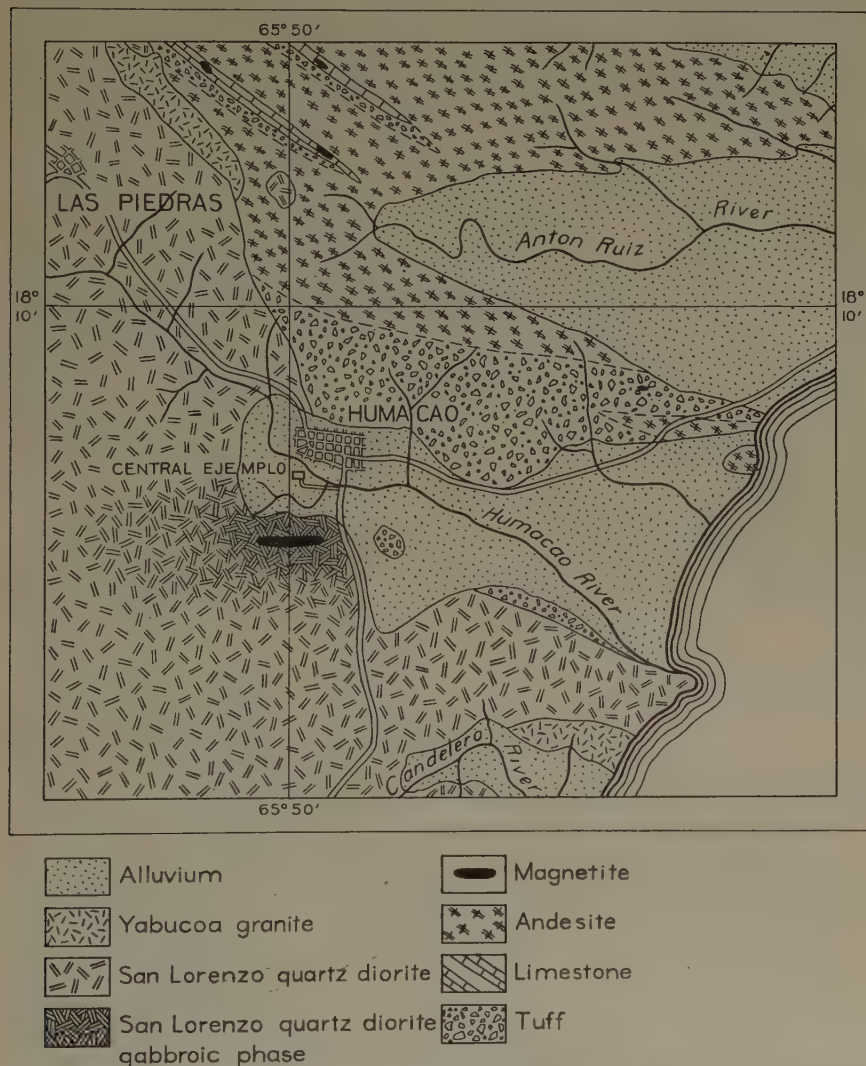 65° 50'
LAS PIEDRAS
Anton Ruiz River
18° 10'
18° 10'
HUMACAO
CENTRAL EJEMPLO
Humacao River
Candelero River
65° 50'
Alluvium
Yabucoa granite
San Lorenzo quartz diorite
San Lorenzo quartz diorite
gabbroic phase
Magnetite
Andesite
Limestone
Tuff